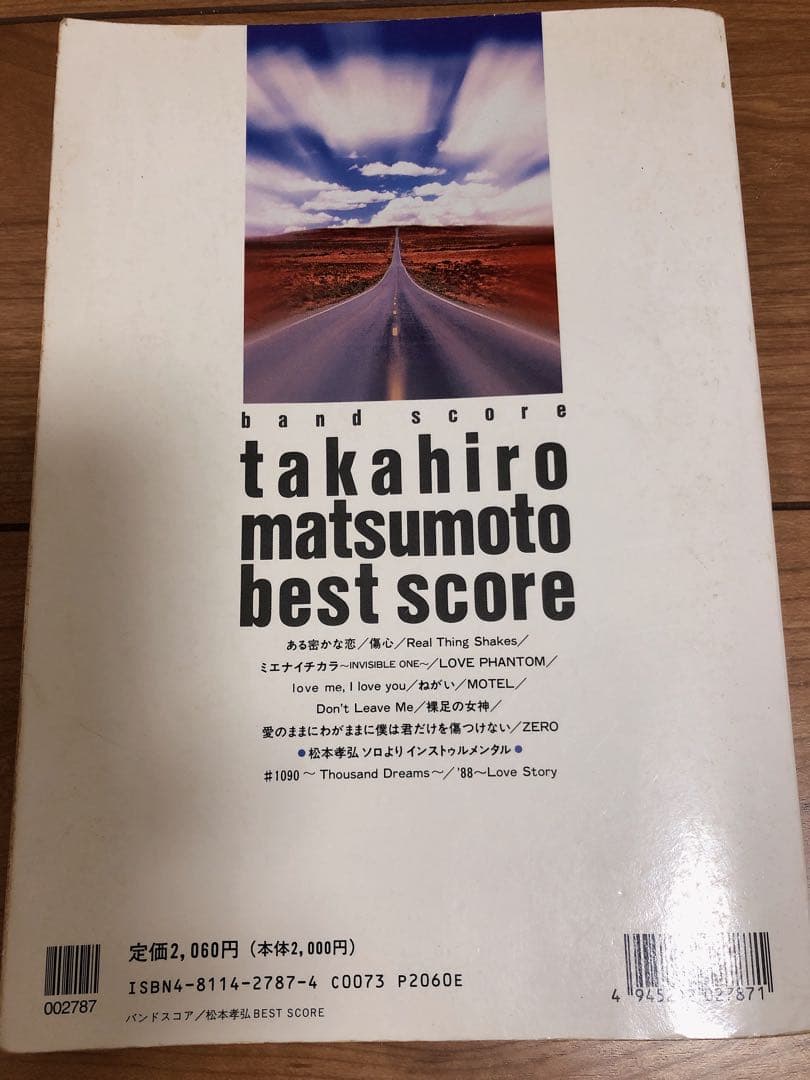 band score
takahiro
matsumoto
best score
ある密かな恋／傷心／Real Thing Shakes／
ミエナイチカラ～INVISIBLE ONE～／LOVE PHANTOM／
love me, I love you／ねがい／MOTEL／
Don't Leave Me／裸足の女神／
愛のままにわがままに僕は君だけを傷つけない／ZERO
●松本孝弘 ソロより インストゥルメンタル●
#1090～Thousand Dreams～／'88～Love Story
定価2,060円（本体2,000円）
ISBN4-8114-2787-4 C0073 P2060E
バンドスコア／松本孝弘 BEST SCORE
002787